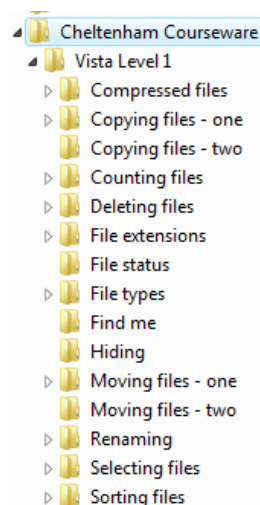 Cheltenham Courseware
Vista Level 1
Compressed files
Copying files - one
Copying files - two
Counting files
Deleting files
File extensions
File status
File types
Find me
Hiding
Moving files - one
Moving files - two
Renaming
Selecting files
Sorting files